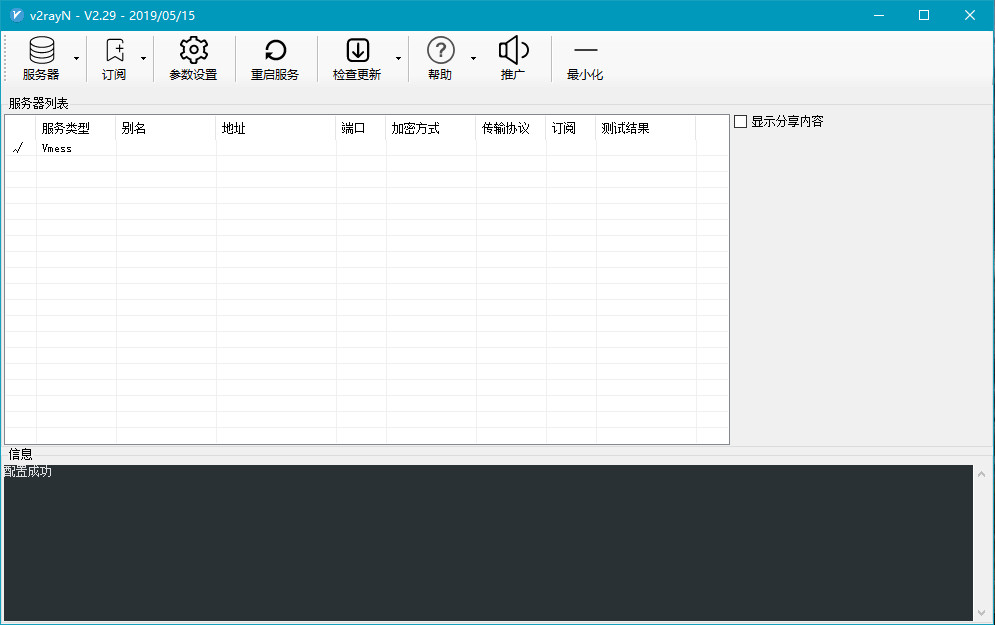 v2rayN - V2.29 - 2019/05/15
服务器 订阅 参数设置 重启服务 检查更新 帮助 推广 最小化
服务器列表
服务类型 别名 地址 端口 加密方式 传输协议 订阅 测试结果
显示分享内容
√ Vmess
信息
配置成功